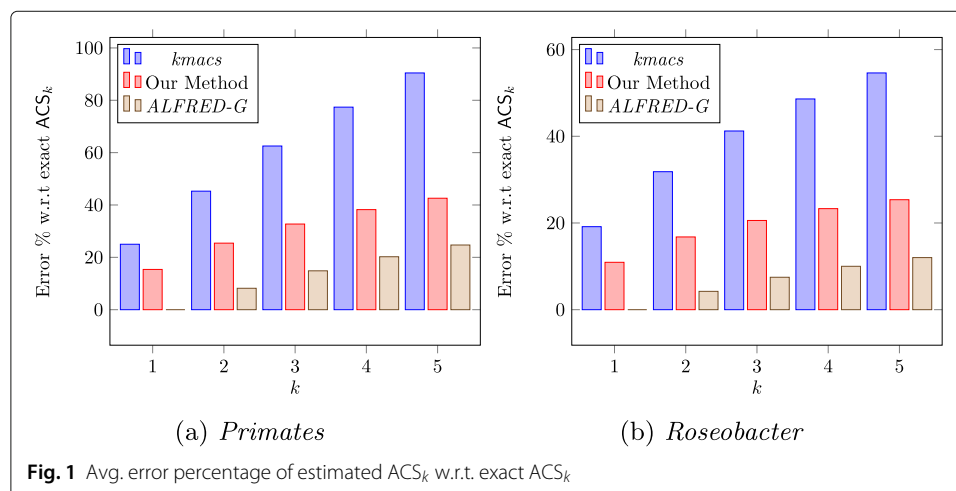 Error % w.r.t exact ACSₖ
100
80
60
40
20
0
kmacs
Our Method
ALFRED-G
1 2 3 4 5
k
(a) Primates
Error % w.r.t exact ACSₖ
60
40
20
0
kmacs
Our Method
ALFRED-G
1 2 3 4 5
k
(b) Roseobacter
Fig. 1 Avg. error percentage of estimated ACSₖ w.r.t. exact ACSₖ